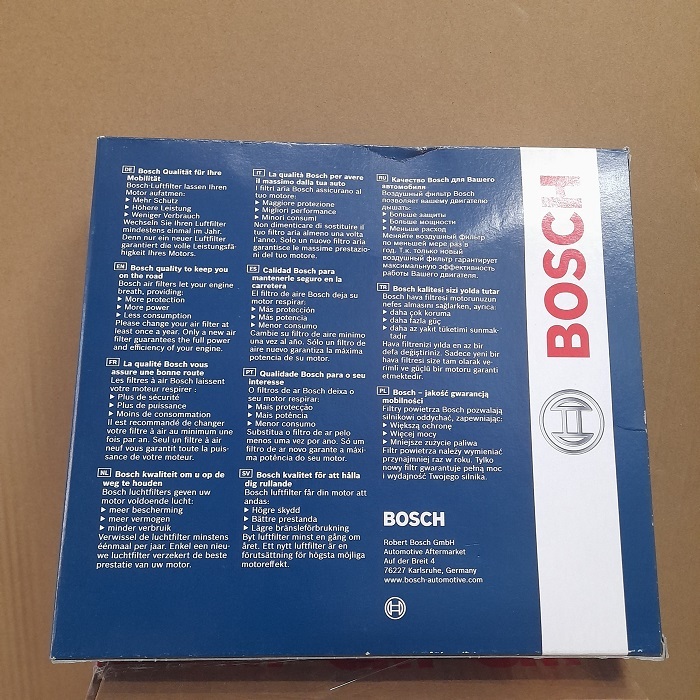 DE Bosch Qualität für Ihre
Mobilität
Bosch-Luftfilter lassen Ihren
Motor aufatmen:
▶ Mehr Schutz
▶ Höhere Leistung
▶ Weniger Verbrauch
Wechseln Sie Ihren Luftfilter
mindestens einmal im Jahr.
Denn nur ein neuer Luftfilter
garantiert die volle Leistungsfä-
higkeit Ihres Motors.
EN Bosch quality to keep you
on the road
Bosch air filters let your engine
breath, providing:
▶ More protection
▶ More power
▶ Less consumption
Please change your air filter at
least once a year. Only a new air
filter guarantees the full power
and efficiency of your engine.
FR La qualité Bosch vous
assure une bonne route
Les filtres à air Bosch laissent
votre moteur respirer :
▶ Plus de sécurité
▶ Plus de puissance
▶ Moins de consommation
Il est recommandé de changer
votre filtre à air au minimum une
fois par an. Seul un filtre à air
neuf vous garantit toute la puis-
sance de votre moteur.
NL Bosch kwaliteit om u op de
weg te houden
Bosch luchtfilters geven uw
motor voldoende lucht:
▶ meer bescherming
▶ meer vermogen
▶ minder verbruik
Verwissel de luchtfilter minstens
éénmaal per jaar. Enkel een nieu-
we luchtfilter verzekert de beste
prestatie van uw motor.
IT La qualità Bosch per avere
il massimo dalla tua auto
I filtri aria Bosch assicurano al
tuo motore:
▶ Maggiore protezione
▶ Migliori performance
▶ Minori consumi
Non dimenticare di sostituire il
tuo filtro aria almeno una volta
l'anno. Solo un nuovo filtro aria
garantisce le massime prestazio-
ni del tuo motore.
ES Calidad Bosch para
mantenerle seguro en la
carretera
El filtro de aire Bosch deja su
motor respirar:
▶ Más protección
▶ Más potencia
▶ Menor consumo
Cambie su filtro de aire mínimo
una vez al año. Sólo un filtro de
aire nuevo garantiza la máxima
potencia de su motor.
PT Qualidade Bosch para o seu
interesse
O filtros de ar Bosch deixa o
seu motor respirar:
▶ Mais protecção
▶ Mais potência
▶ Menor consumo
Substitua o filtro de ar pelo
menos uma vez por ano. Só um
filtro de ar novo garante a máxi-
ma potência do seu motor.
SV Bosch kvalitet för att hålla
dig rullande
Bosch luftfilter får din motor att
andas:
▶ Högre skydd
▶ Bättre prestanda
▶ Lägre bränsleförbrukning
Byt luftfilter minst en gång om
året. Ett nytt luftfilter är en
förutsättning för högsta möjliga
motoreffekt.
RU Качество Bosch для Вашего
автомобиля
Воздушный фильтр Bosch
позволяет вашему двигателю
дышать:
▶ Больше защиты
▶ Больше мощности
▶ Меньше расход
Меняйте воздушный фильтр
по меньшей мере раз в
год. Т.к. только новый
воздушный фильтр гарантирует
максимальную эффективность
работы Вашего двигателя.
TR Bosch kalitesi sizi yolda tutar
Bosch hava filtresi motorunuzun
nefes almasını sağlarken, ayrıca:
▶ daha çok koruma
▶ daha fazla güç
▶ daha az yakıt tüketimi sunmak-
tadır
Hava filtrenizi yılda en az bir
defa değiştiriniz. Sadece yeni bir
hava filtresi size tam olarak ve-
rimli ve güçlü bir motoru garanti
etmektedir.
PL Bosch – jakość gwarancją
mobilności
Filtry powietrza Bosch pozwalają
silnikowi oddychać, zapewniając:
▶ Większą ochronę
▶ Więcej mocy
▶ Mniejsze zużycie paliwa
Filtr powietrza należy wymieniać
przynajmniej raz w roku. Tylko
nowy filtr gwarantuje pełną moc
i wydajność Twojego silnika.
BOSCH
Robert Bosch GmbH
Automotive Aftermarket
Auf der Breit 4
76227 Karlsruhe, Germany
www.bosch-automotive.com
BOSCH